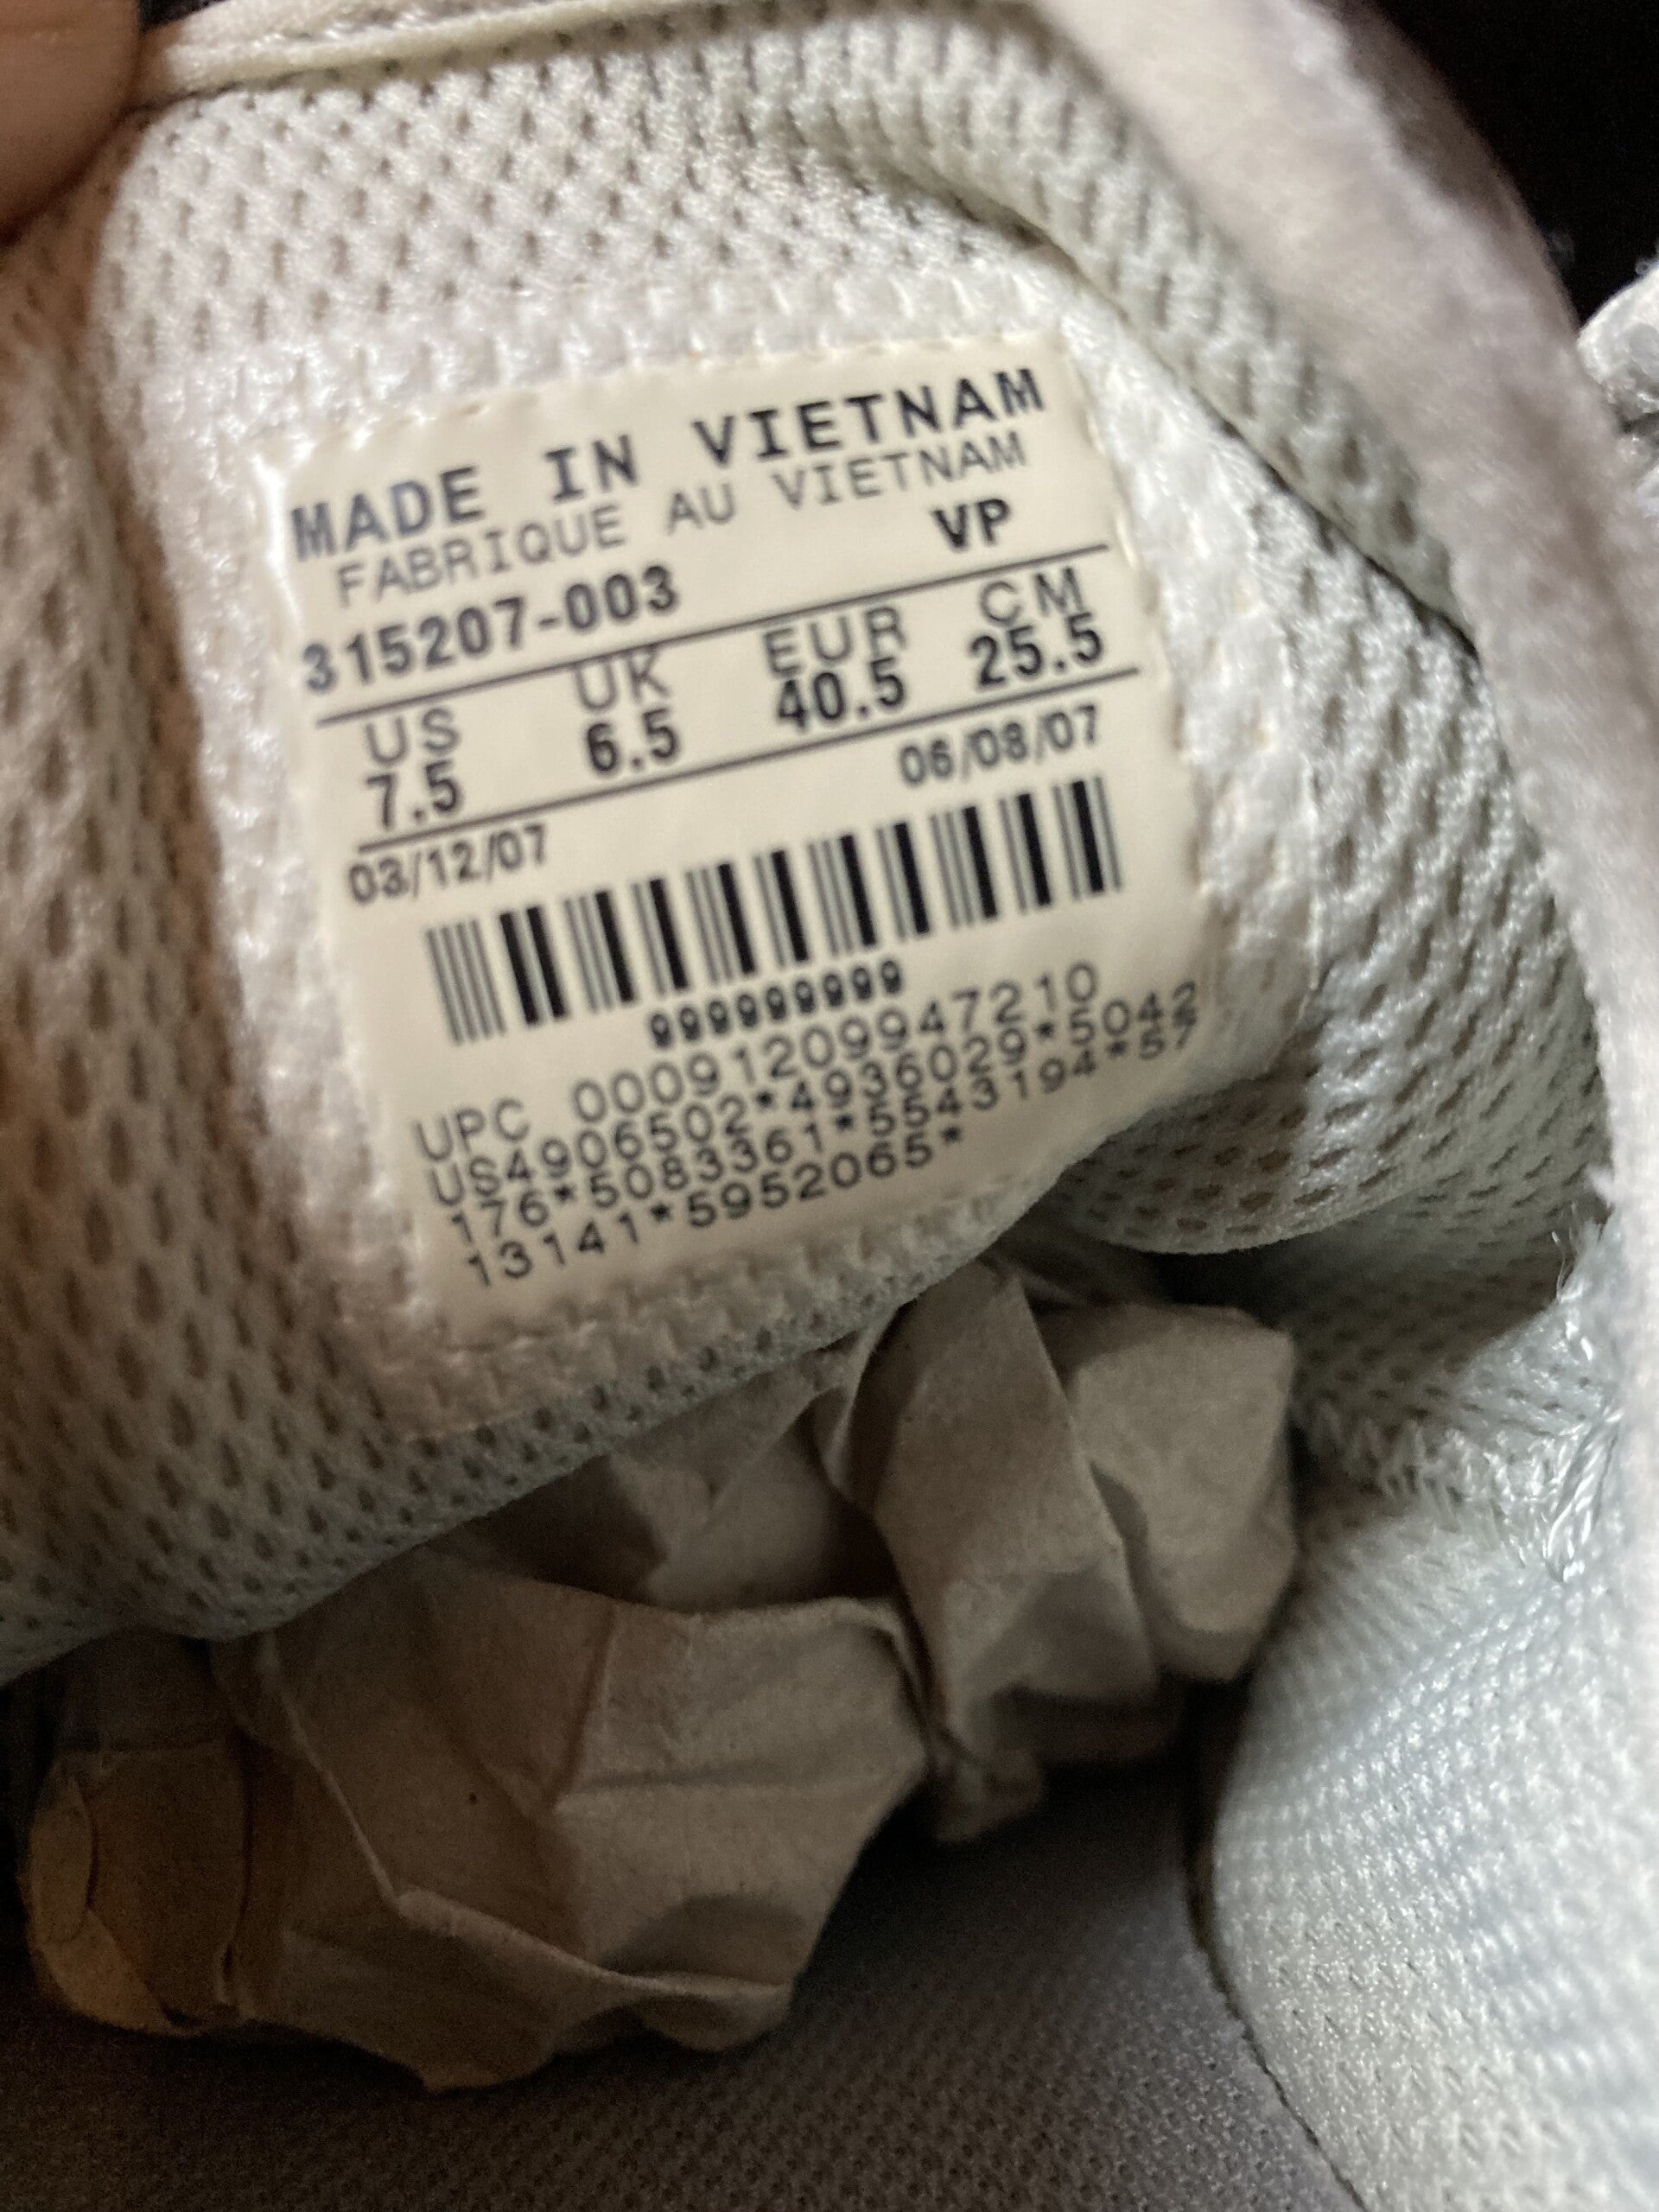 MADE IN VIETNAM
FABRIQUE AU VIETNAM
315207-003 VP
US UK EUR CM
7.5 6.5 40.5 25.5
03/12/07 06/08/07
999999999
UPC 00091209947210
US4906502*4936029*5042
176*5083361*5543194*57
13141*5952065*